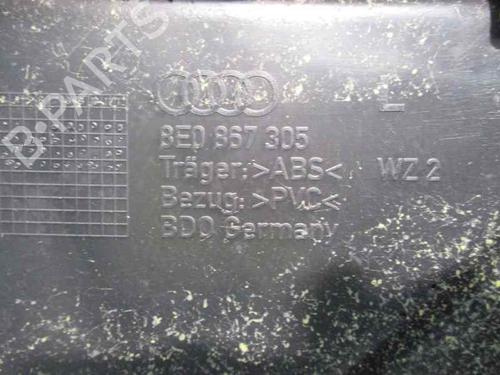 B-PARTS
8E0 867 305
Träger: >ABS< WZ 2
Bezug: >PVC<
BDO Germany